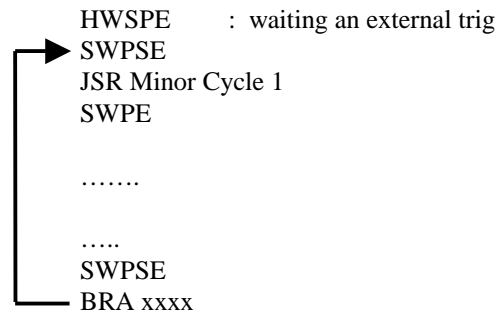 HWSPE : waiting an external trig
SWPSE
JSR Minor Cycle 1
SWPE
…….
…..
SWPSE
BRA xxxx